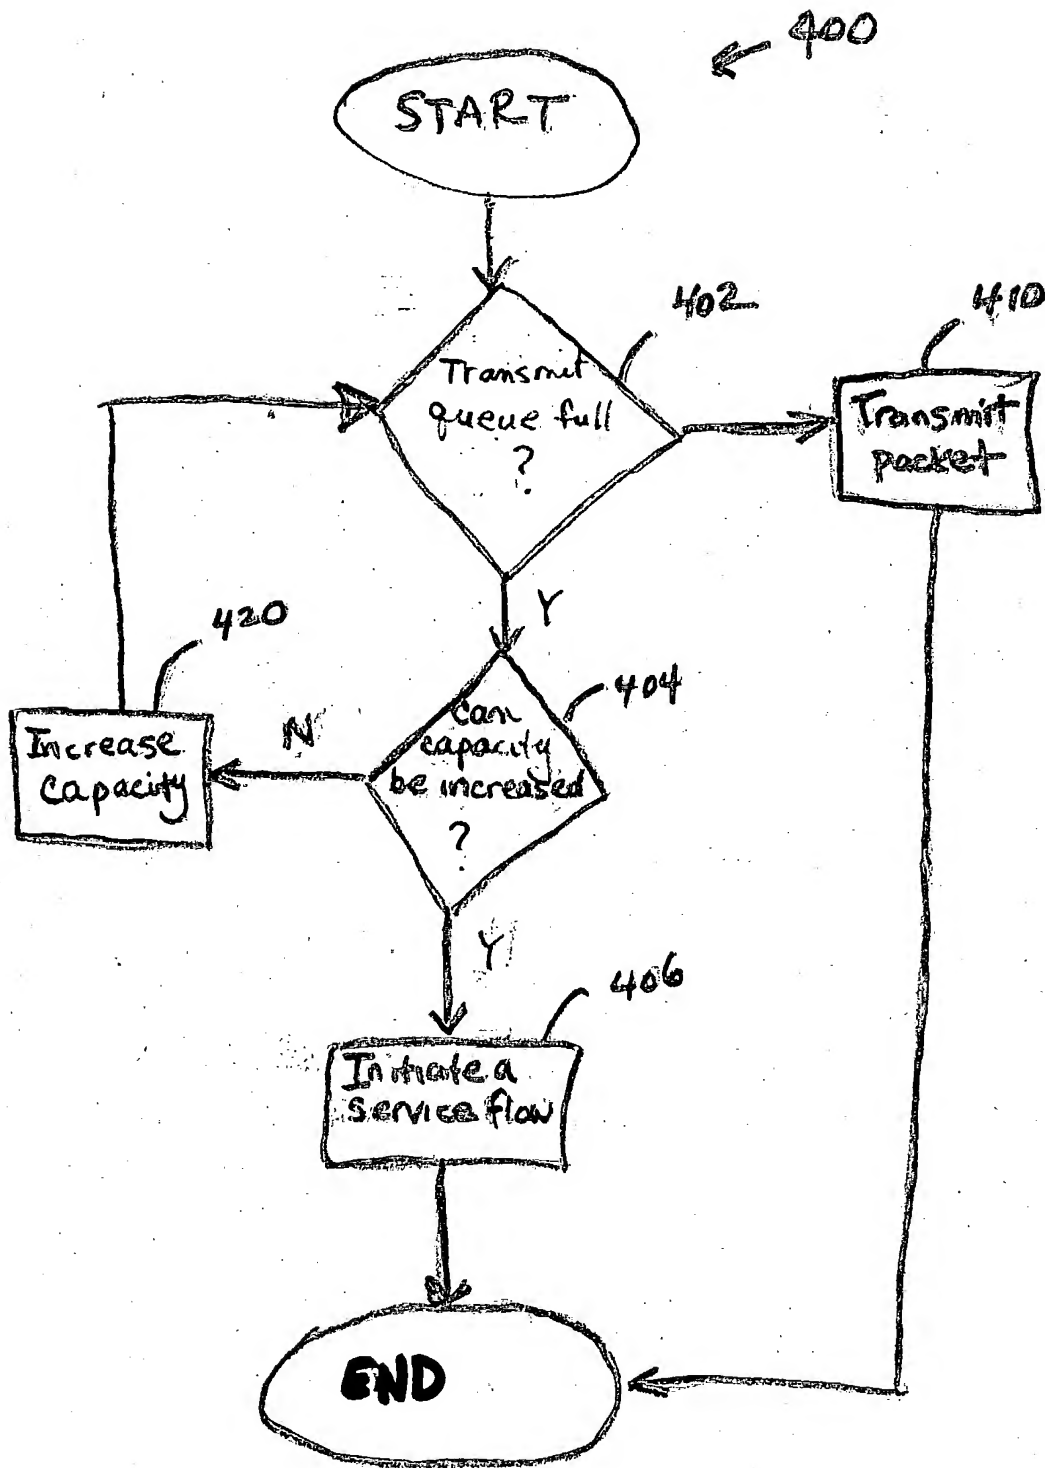 400
START
402
410
Transmit
queue full
?
Transmit
packet
Y
420
404
Increase
capacity
N
Can
capacity
be increased
?
Y
406
Initiate a
service flow
END